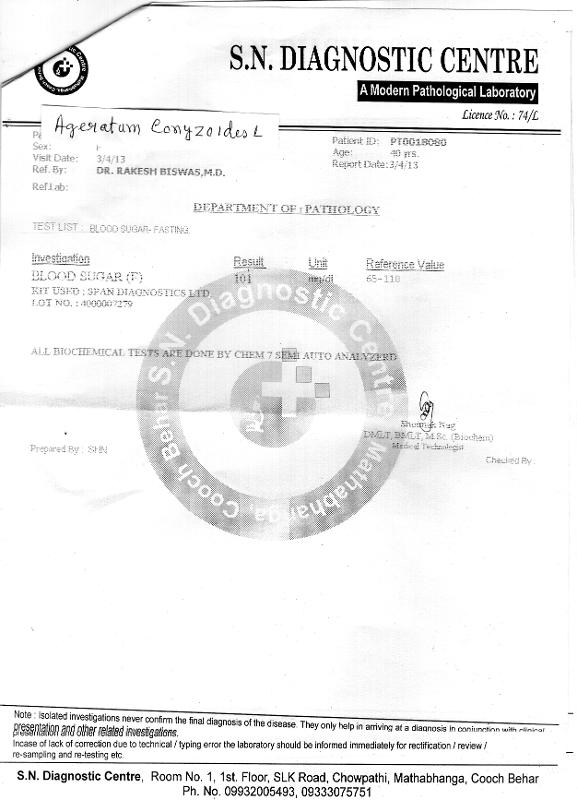 S.N. DIAGNOSTIC CENTRE
A Modern Pathological Laboratory
Licence No. : 74/L
Ageratum Conyzoides L
Patient ID: PT0018080
Sex: F
Age: 40 yrs.
Visit Date: 3/4/13
Report Date:3/4/13
Ref. By: DR. RAKESH BISWAS,M.D.
Ref.Lab:
DEPARTMENT OF : PATHOLOGY
TEST LIST : BLOOD SUGAR- FASTING
Investigation Result Unit Reference Value
BLOOD SUGAR (F) 101 mg/dl 65-110
KIT USED : SPAN DIAGNOSTICS LTD
LOT NO. : 4000007279
ALL BIOCHEMICAL TESTS ARE DONE BY CHEM 7 SEMI AUTO ANALYZERD
S.N. Diagnostic Centre
Mathabhanga, Cooch Behar
DMLT, BMLT, M.Sc. (Biochem)
Medical Technologist
Prepared By : SHN
Checked By
Note : Isolated investigations never confirm the final diagnosis of the disease. They only help in arriving at a diagnosis in conjunction with clinical
presentation and other related investigations.
Incase of lack of correction due to technical / typing error the laboratory should be informed immediately for rectification / review /
re-sampling and re-testing etc.
S.N. Diagnostic Centre, Room No. 1, 1st. Floor, SLK Road, Chowpathi, Mathabhanga, Cooch Behar
Ph. No. 09932005493, 09333075751